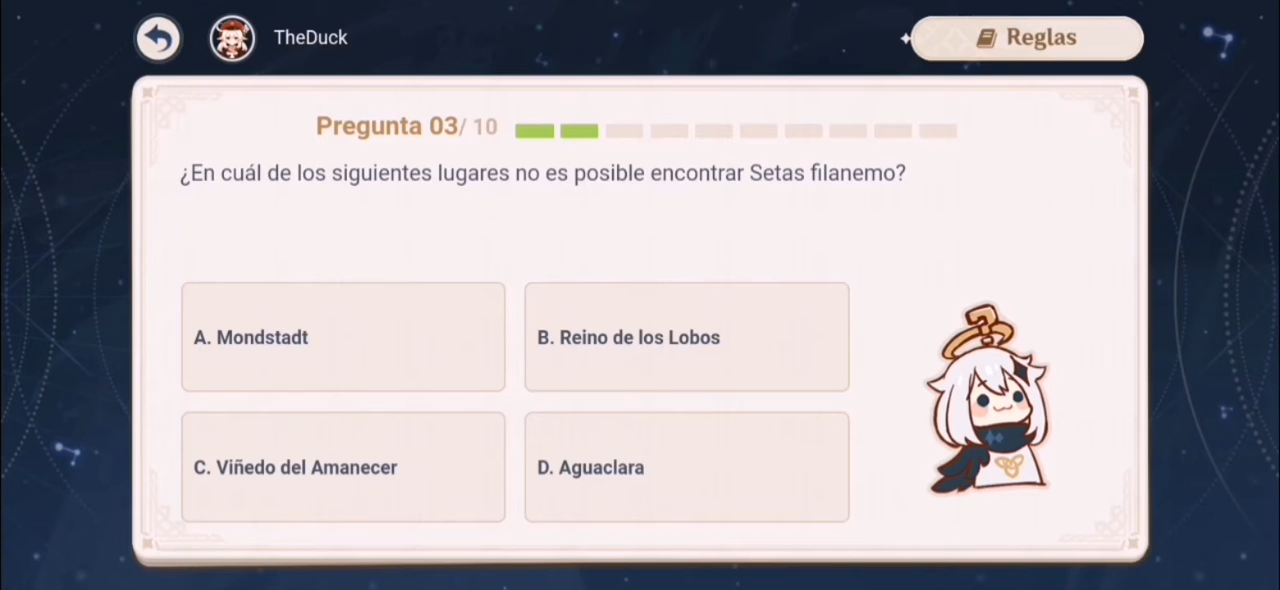 TheDuck
Reglas
Pregunta 03/ 10
¿En cuál de los siguientes lugares no es posible encontrar Setas filanemo?
A. Mondstadt
B. Reino de los Lobos
C. Viñedo del Amanecer
D. Aguaclara